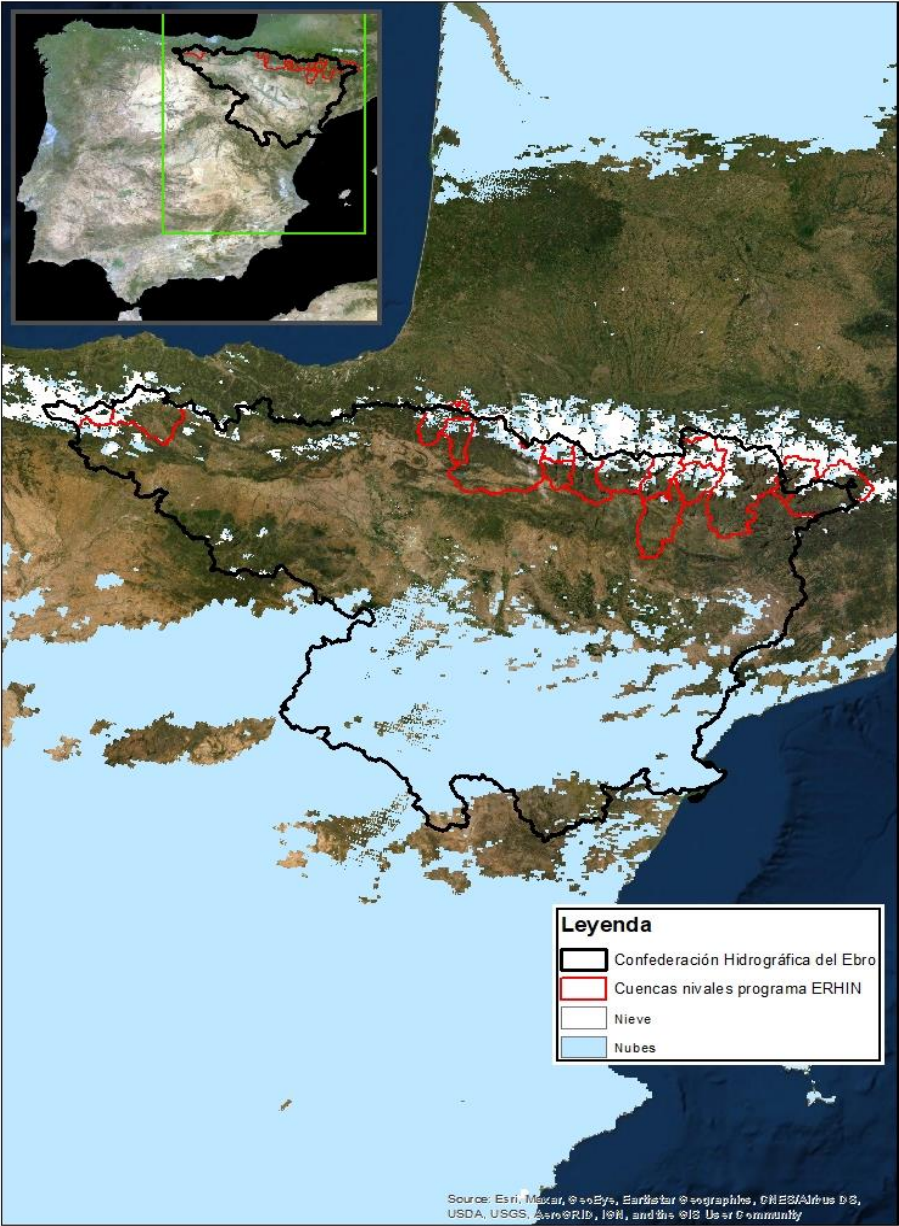 Leyenda
Confederación Hidrográfica del Ebro
Cuencas nivales programa ERHIN
Nieve
Nubes
Source: Esri, Maxar, GeoEye, Earthstar Geographics, CNES/Airbus DS,
USDA, USGS, AeroGRID, IGN, and the GIS User Community